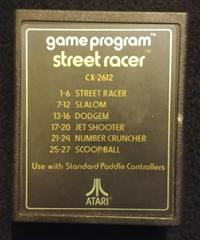 game program™
street racer™
CX-2612
1-6 STREET RACER
7-12 SLALOM
13-16 DODGEM
17-20 JET SHOOTER
21-24 NUMBER CRUNCHER
25-27 SCOOP BALL
Use with Standard Paddle Controllers
ATARI®